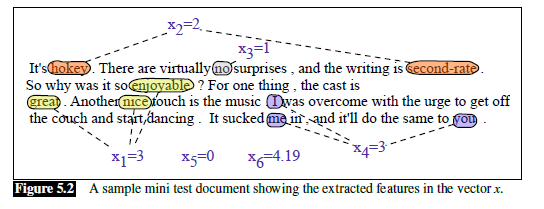 x2=2
x3=1
It's hokey . There are virtually no surprises , and the writing is second-rate .
So why was it so enjoyable ? For one thing , the cast is
great . Another nice touch is the music I was overcome with the urge to get off
the couch and start dancing . It sucked me in , and it'll do the same to you .
x1=3 x5=0 x6=4.19 x4=3
Figure 5.2 A sample mini test document showing the extracted features in the vector x.